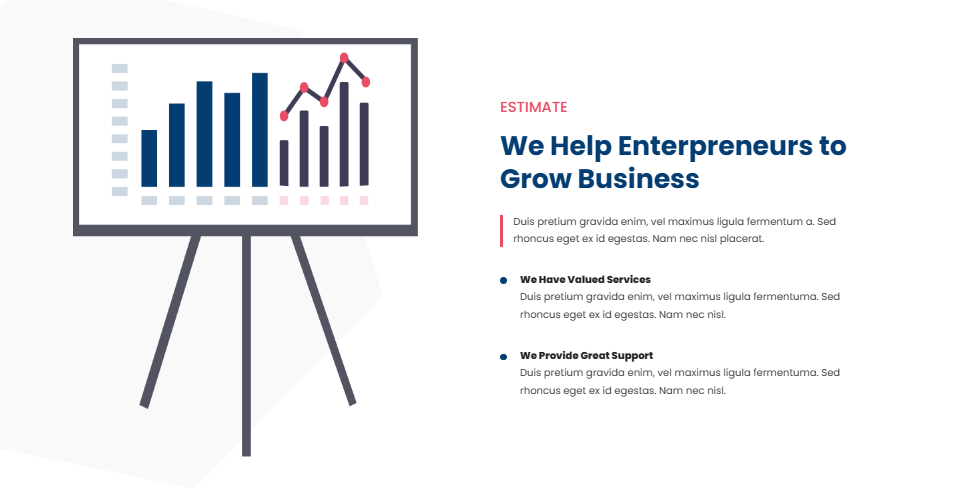 ESTIMATE
We Help Enterpreneurs to
Grow Business
Duis pretium gravida enim, vel maximus ligula fermentum a. Sed
rhoncus eget ex id egestas. Nam nec nisl placerat.
We Have Valued Services
Duis pretium gravida enim, vel maximus ligula fermentuma. Sed
rhoncus eget ex id egestas. Nam nec nisl.
We Provide Great Support
Duis pretium gravida enim, vel maximus ligula fermentuma. Sed
rhoncus eget ex id egestas. Nam nec nisl.